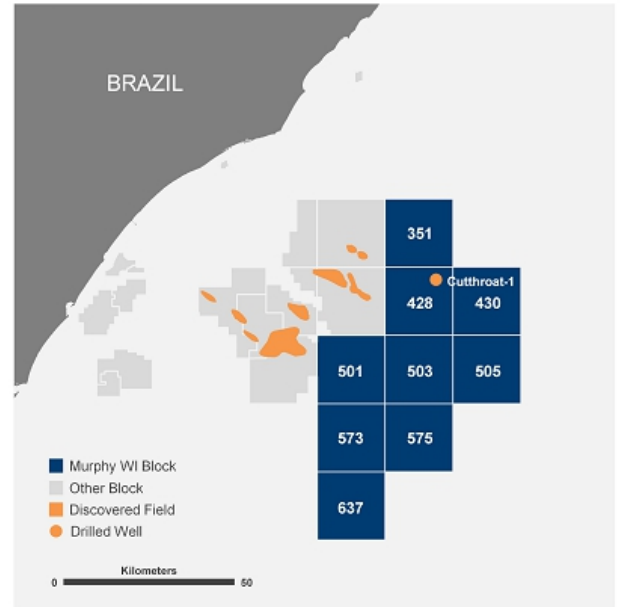 BRAZIL
351
Cutthroat-1
428
430
501
503
505
573
575
637
Murphy WI Block
Other Block
Discovered Field
Drilled Well
Kilometers
0
50